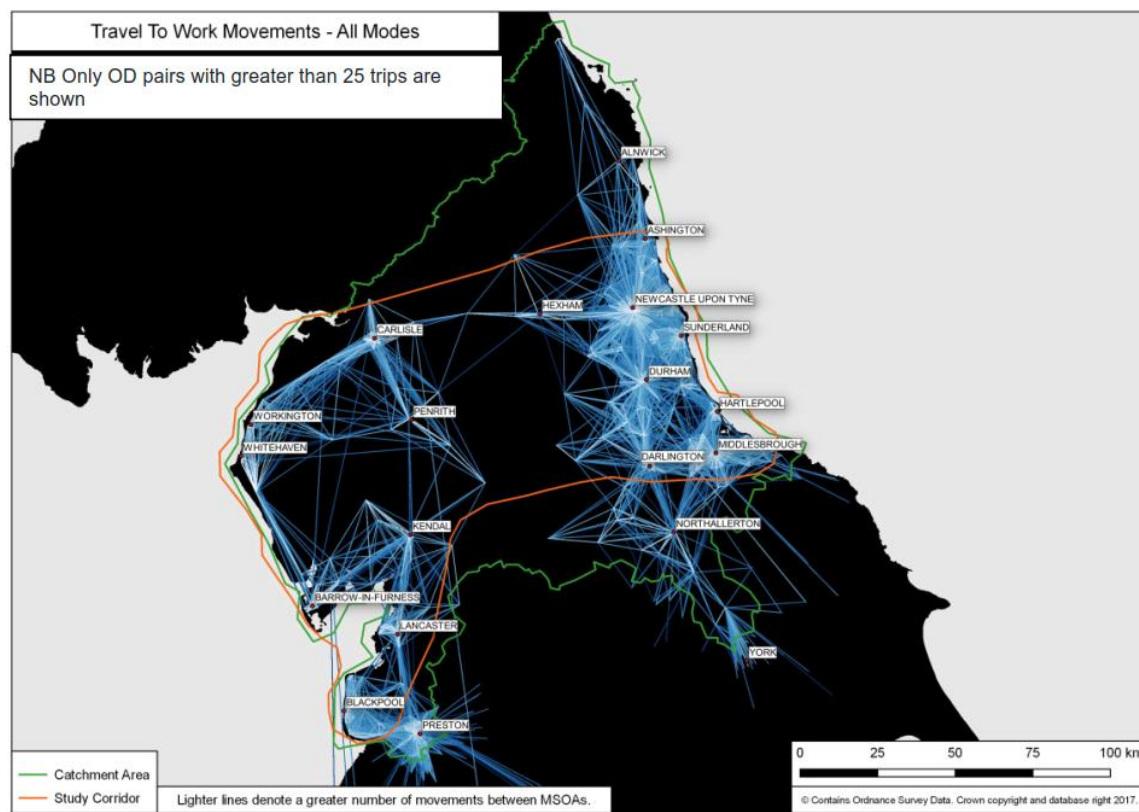 Travel To Work Movements - All Modes
NB Only OD pairs with greater than 25 trips are
shown
ALNWICK
ASHINGTON
HEXHAM
NEWCASTLE UPON TYNE
CARLISLE
SUNDERLAND
DURHAM
HARTLEPOOL
WORKINGTON
PENRITH
WHITEHAVEN
MIDDLESBROUGH
DARLINGTON
KENDAL
NORTHALLERTON
BARROW-IN-FURNESS
LANCASTER
YORK
BLACKPOOL
PRESTON
0 25 50 75 100 km
Catchment Area
Study Corridor
Lighter lines denote a greater number of movements between MSOAs.
© Contains Ordnance Survey Data. Crown copyright and database right 2017.